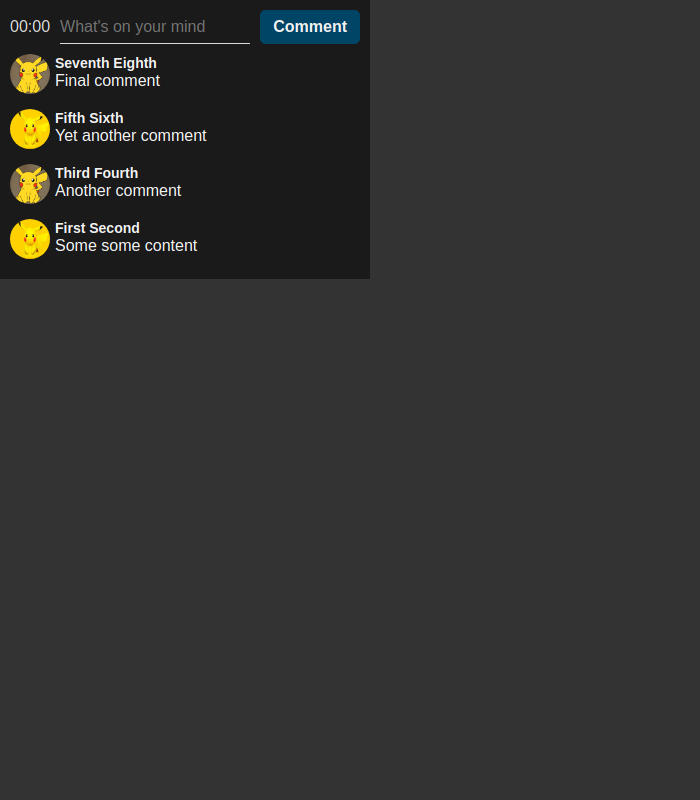 00:00 What's on your mind Comment
Seventh Eighth
Final comment
Fifth Sixth
Yet another comment
Third Fourth
Another comment
First Second
Some some content